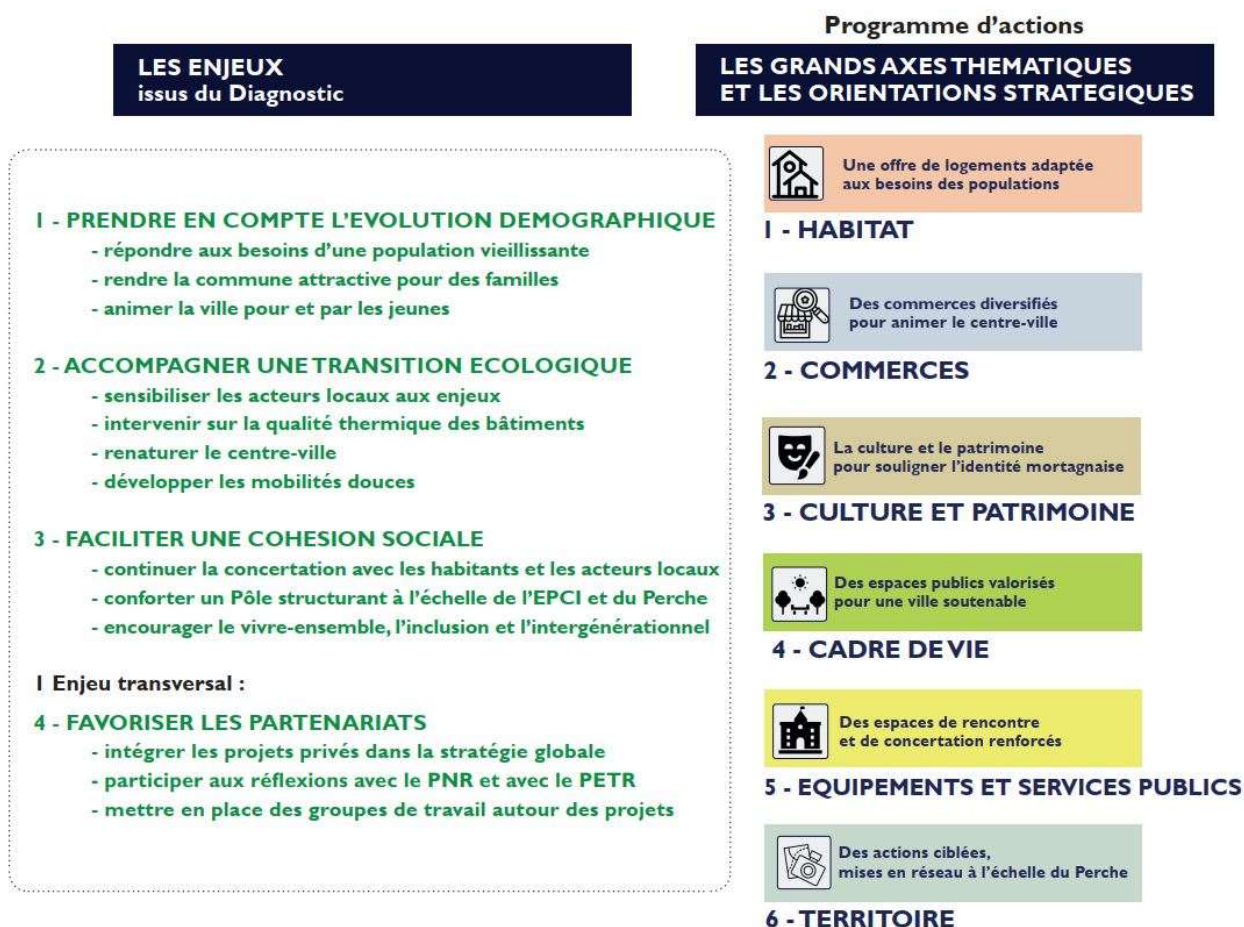 LES ENJEUX
issus du Diagnostic
1 - PRENDRE EN COMPTE L'EVOLUTION DEMOGRAPHIQUE
- répondre aux besoins d'une population vieillissante
- rendre la commune attractive pour des familles
- animer la ville pour et par les jeunes
2 - ACCOMPAGNER UNE TRANSITION ECOLOGIQUE
- sensibiliser les acteurs locaux aux enjeux
- intervenir sur la qualité thermique des bâtiments
- renaturer le centre-ville
- développer les mobilités douces
3 - FACILITER UNE COHESION SOCIALE
- continuer la concertation avec les habitants et les acteurs locaux
- conforter un Pôle structurant à l'échelle de l'EPCI et du Perche
- encourager le vivre-ensemble, l'inclusion et l'intergénérationnel
1 Enjeu transversal :
4 - FAVORISER LES PARTENARIATS
- intégrer les projets privés dans la stratégie globale
- participer aux réflexions avec le PNR et avec le PETR
- mettre en place des groupes de travail autour des projets
Programme d'actions
LES GRANDS AXES THEMATIQUES
ET LES ORIENTATIONS STRATEGIQUES
Une offre de logements adaptée
aux besoins des populations
1 - HABITAT
Des commerces diversifiés
pour animer le centre-ville
2 - COMMERCES
La culture et le patrimoine
pour souligner l'identité mortagnaise
3 - CULTURE ET PATRIMOINE
Des espaces publics valorisés
pour une ville soutenable
4 - CADRE DE VIE
Des espaces de rencontre
et de concertation renforcés
5 - EQUIPEMENTS ET SERVICES PUBLICS
Des actions ciblées,
mises en réseau à l'échelle du Perche
6 - TERRITOIRE